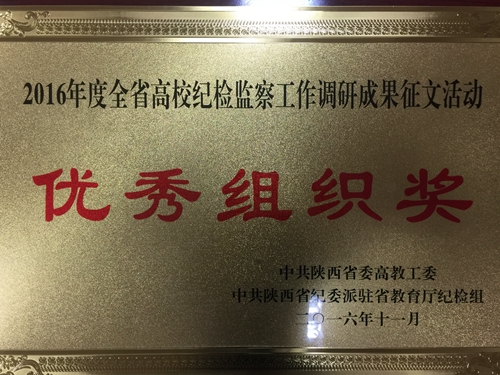 2016年度全省高校纪检监察工作调研成果征文活动
优秀组织奖
中共陕西省委高教工委
中共陕西省纪委派驻省教育厅纪检组
二〇一六年十一月